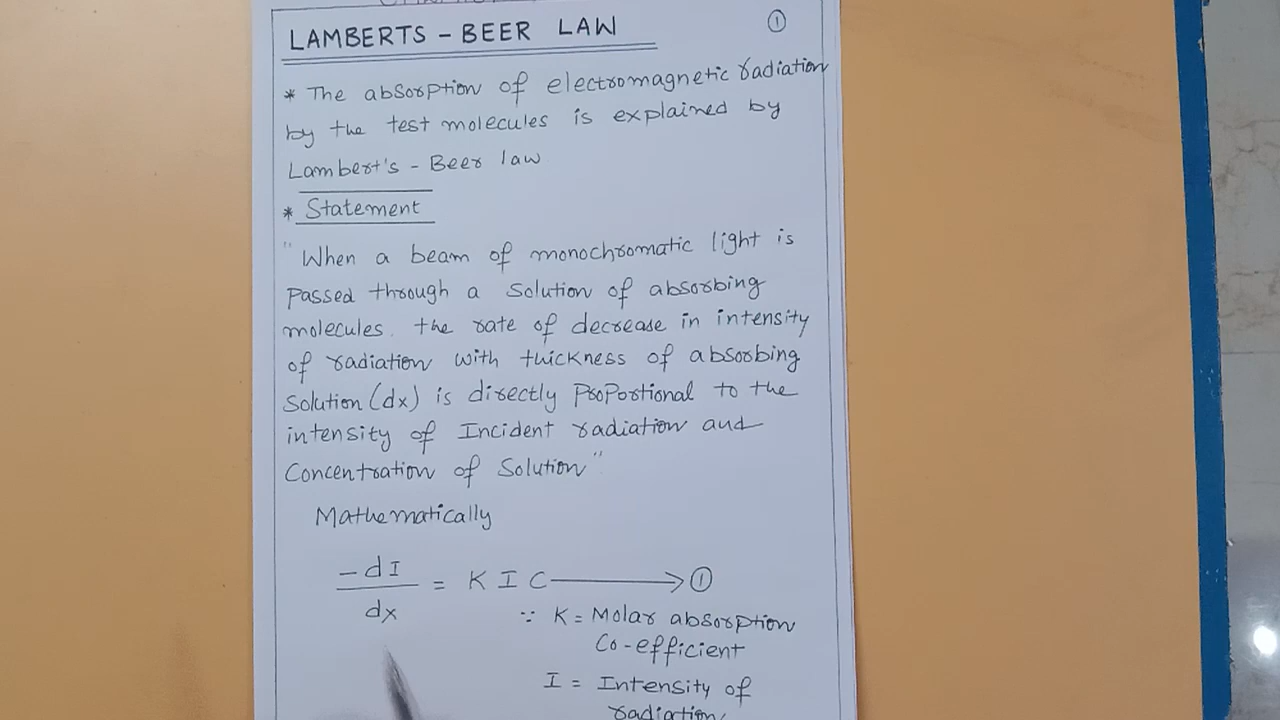 LAMBERTS - BEER LAW ①
* The absorption of electromagnetic radiation
by the test molecules is explained by
Lambert's - Beer law
* Statement
"When a beam of monochromatic light is
Passed through a solution of absorbing
molecules. the rate of decrease in intensity
of radiation with thickness of absorbing
Solution (dx) is directly Proportional to the
intensity of Incident radiation and
Concentration of Solution"
Mathematically
-dI/dx = K I C ⟶ ①
∵ K = Molar absorption
Co-efficient
I = Intensity of
radiation